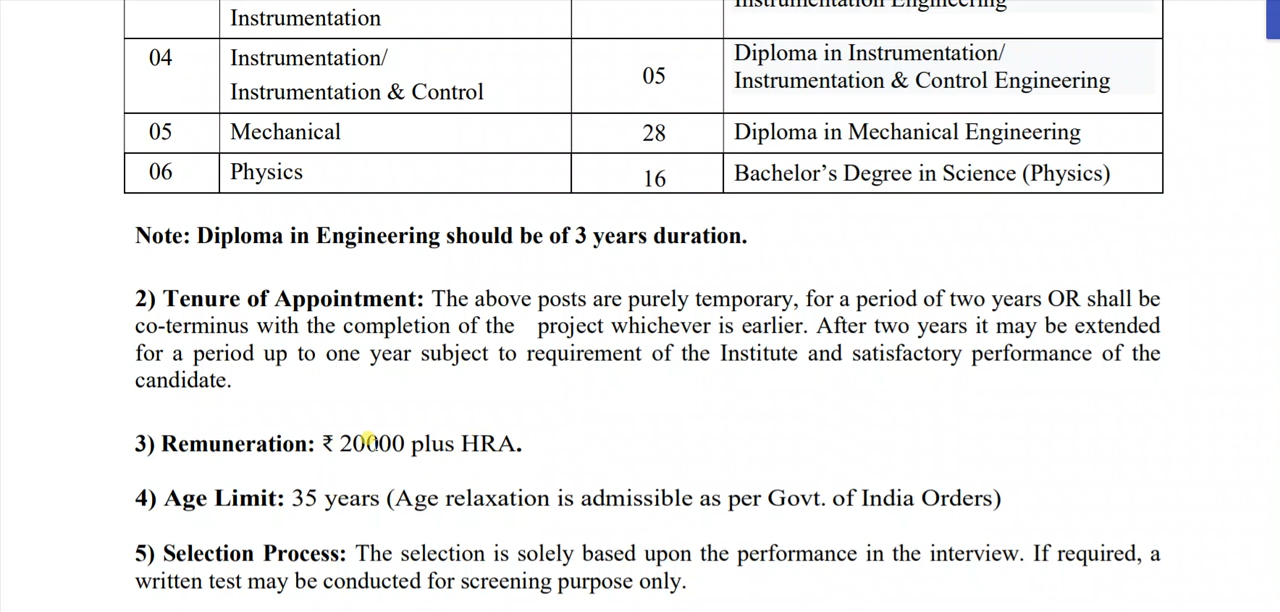 Instrumentation Engineering
Instrumentation
04 Instrumentation/ Instrumentation & Control 05 Diploma in Instrumentation/ Instrumentation & Control Engineering
05 Mechanical 28 Diploma in Mechanical Engineering
06 Physics 16 Bachelor’s Degree in Science (Physics)
Note: Diploma in Engineering should be of 3 years duration.
2) Tenure of Appointment: The above posts are purely temporary, for a period of two years OR shall be
co-terminus with the completion of the project whichever is earlier. After two years it may be extended
for a period up to one year subject to requirement of the Institute and satisfactory performance of the
candidate.
3) Remuneration: ₹ 20000 plus HRA.
4) Age Limit: 35 years (Age relaxation is admissible as per Govt. of India Orders)
5) Selection Process: The selection is solely based upon the performance in the interview. If required, a
written test may be conducted for screening purpose only.